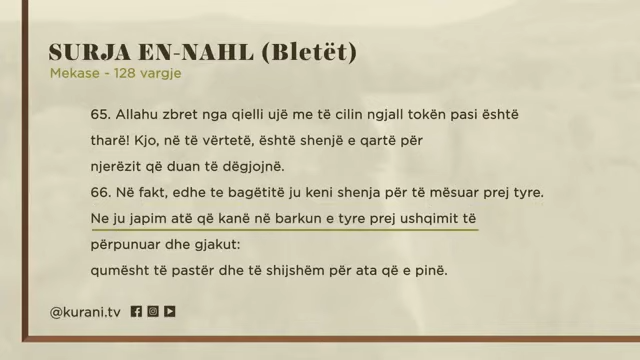 SURJA EN-NAHL (Bletët)
Mekase - 128 vargje
65. Allahu zbret nga qielli ujë me të cilin ngjall tokën pasi është
tharë! Kjo, në të vërtetë, është shenjë e qartë për
njerëzit që duan të dëgjojnë.
66. Në fakt, edhe te bagëtitë ju keni shenja për të mësuar prej tyre.
Ne ju japim atë që kanë në barkun e tyre prej ushqimit të
përpunuar dhe gjakut:
qumësht të pastër dhe të shijshëm për ata që e pinë.
@kurani.tv